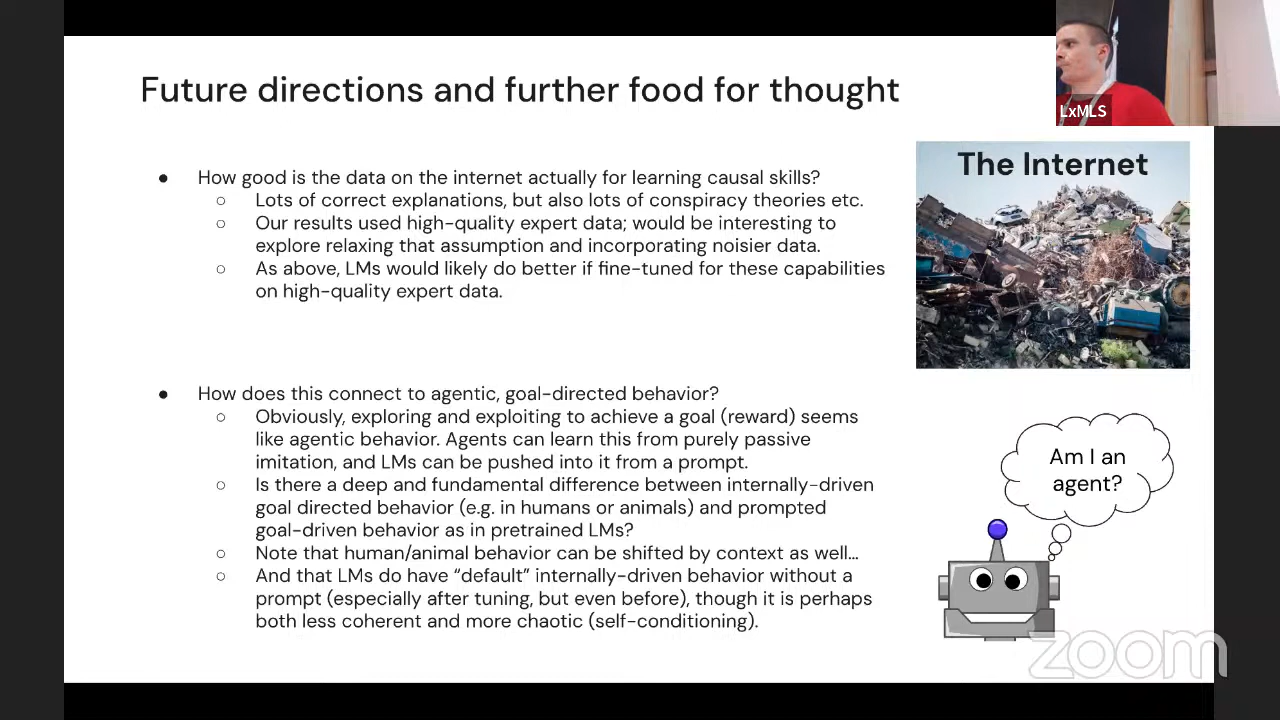 Future directions and further food for thought
LxMLS
The Internet
● How good is the data on the internet actually for learning causal skills?
○ Lots of correct explanations, but also lots of conspiracy theories etc.
○ Our results used high-quality expert data; would be interesting to
explore relaxing that assumption and incorporating noisier data.
○ As above, LMs would likely do better if fine-tuned for these capabilities
on high-quality expert data.
● How does this connect to agentic, goal-directed behavior?
○ Obviously, exploring and exploiting to achieve a goal (reward) seems
like agentic behavior. Agents can learn this from purely passive
imitation, and LMs can be pushed into it from a prompt.
○ Is there a deep and fundamental difference between internally-driven
goal directed behavior (e.g. in humans or animals) and prompted
goal-driven behavior as in pretrained LMs?
○ Note that human/animal behavior can be shifted by context as well…
○ And that LMs do have “default” internally-driven behavior without a
prompt (especially after tuning, but even before), though it is perhaps
both less coherent and more chaotic (self-conditioning).
Am I an
agent?
zoom